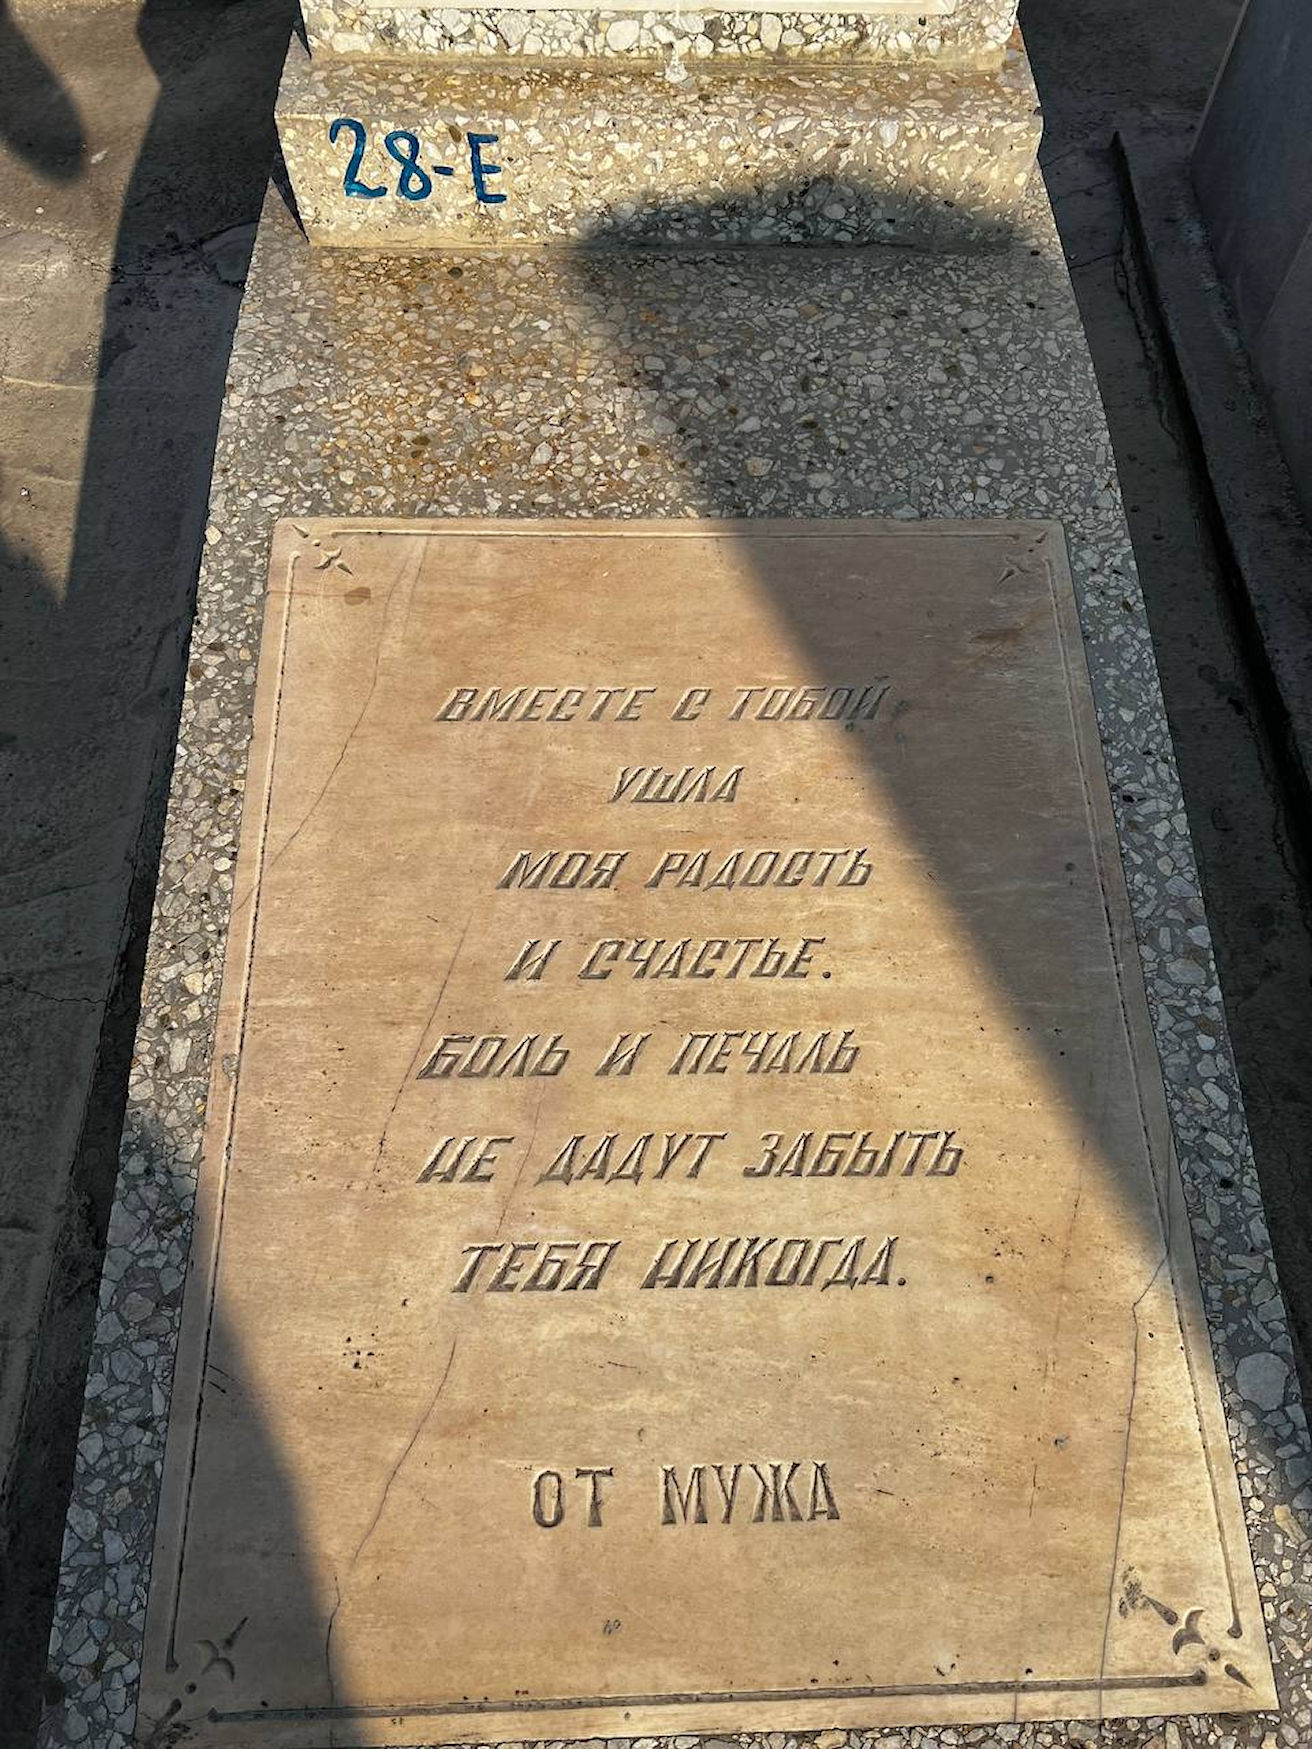 28-E
ВМЕСТЕ С ТОБОЙ
УШЛА
МОЯ РАДОСТЬ
И СЧАСТЬЕ.
БОЛЬ И ПЕЧАЛЬ
НЕ ДАДУТ ЗАБЫТЬ
ТЕБЯ НИКОГДА.
ОТ МУЖА